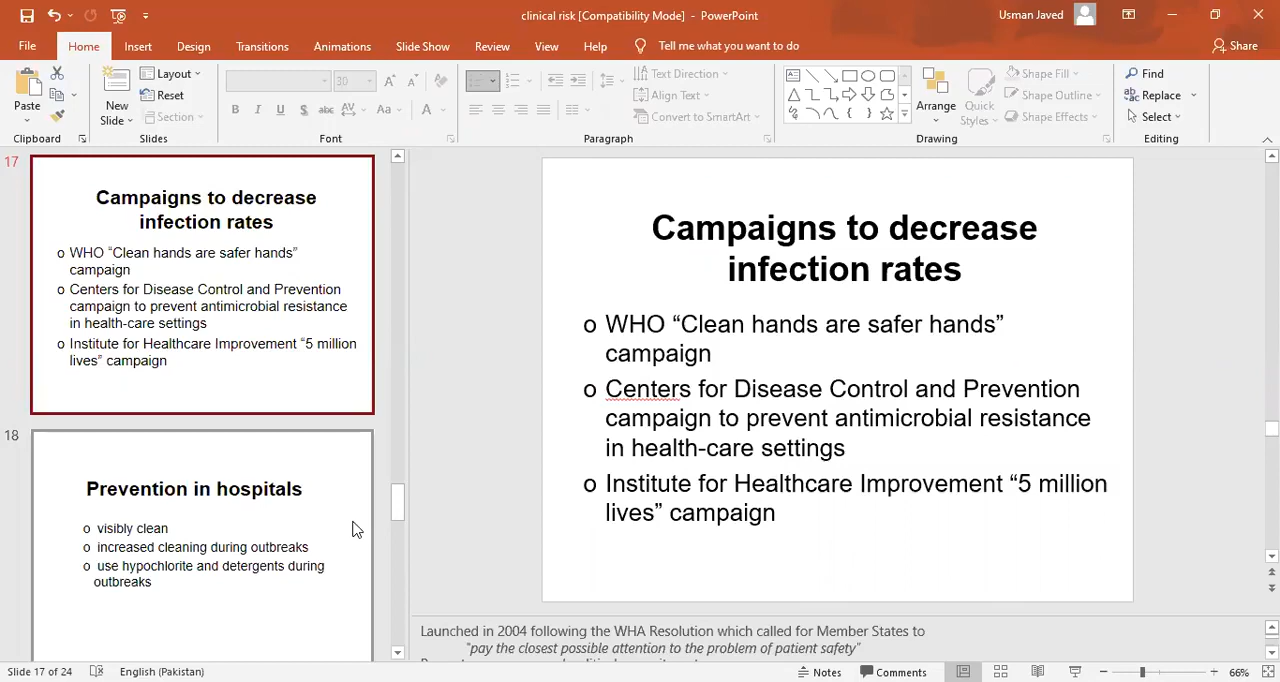 clinical risk [Compatibility Mode] - PowerPoint
Usman Javed
File Home Insert Design Transitions Animations Slide Show Review View Help Tell me what you want to do
Share
Paste
New
Slide
Layout
Reset
Section
30
B I U S abc AV Aa A
Text Direction
Align Text
Convert to SmartArt
Arrange
Quick
Styles
Shape Fill
Shape Outline
Shape Effects
Find
Replace
Select
Clipboard Slides Font Paragraph Drawing Editing
17
Campaigns to decrease
infection rates
o WHO “Clean hands are safer hands”
campaign
o Centers for Disease Control and Prevention
campaign to prevent antimicrobial resistance
in health-care settings
o Institute for Healthcare Improvement “5 million
lives” campaign
18
Prevention in hospitals
o visibly clean
o increased cleaning during outbreaks
o use hypochlorite and detergents during
outbreaks
Campaigns to decrease
infection rates
o WHO “Clean hands are safer hands”
campaign
o Centers for Disease Control and Prevention
campaign to prevent antimicrobial resistance
in health-care settings
o Institute for Healthcare Improvement “5 million
lives” campaign
Launched in 2004 following the WHA Resolution which called for Member States to
“pay the closest possible attention to the problem of patient safety”
Slide 17 of 24 English (Pakistan) Notes Comments 66%